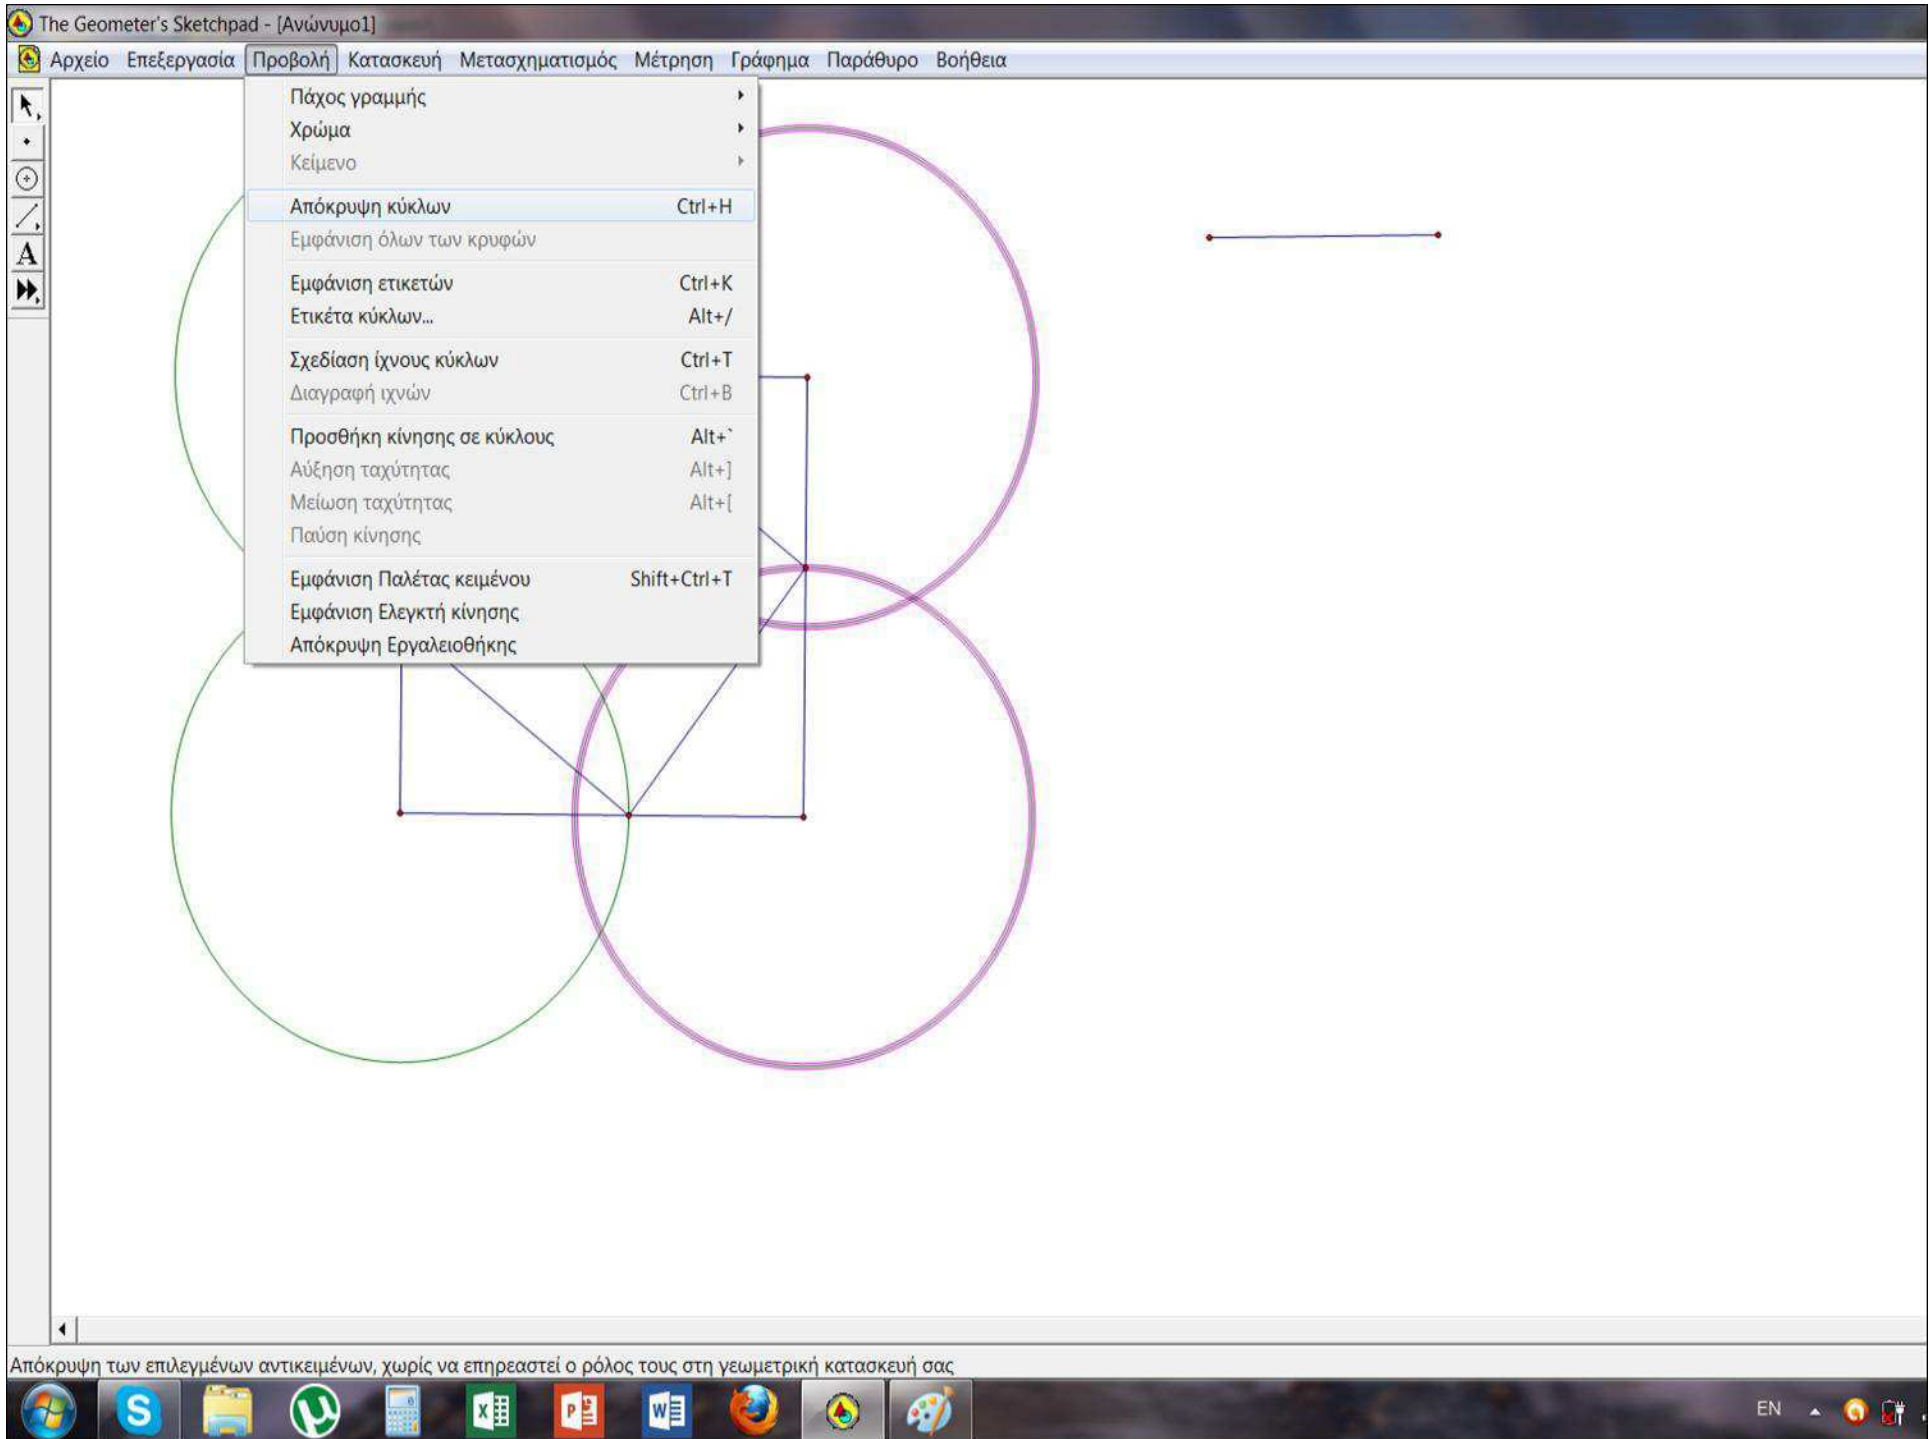 The Geometer's Sketchpad - [Ανώνυμο1]
Αρχείο Επεξεργασία Προβολή Κατασκευή Μετασχηματισμός Μέτρηση Γράφημα Παράθυρο Βοήθεια
Πάχος γραμμής
Χρώμα
Κείμενο
Απόκρυψη κύκλων Ctrl+H
Εμφάνιση όλων των κρυφών
Εμφάνιση ετικετών Ctrl+K
Ετικέτα κύκλων... Alt+/
Σχεδίαση ίχνους κύκλων Ctrl+T
Διαγραφή ιχνών Ctrl+B
Προσθήκη κίνησης σε κύκλους Alt+`
Αύξηση ταχύτητας Alt+]
Μείωση ταχύτητας Alt+[
Παύση κίνησης
Εμφάνιση Παλέτας κειμένου Shift+Ctrl+T
Εμφάνιση Ελεγκτή κίνησης
Απόκρυψη Εργαλειοθήκης
A
Απόκρυψη των επιλεγμένων αντικειμένων, χωρίς να επηρεαστεί ο ρόλος τους στη γεωμετρική κατασκευή σας
EN